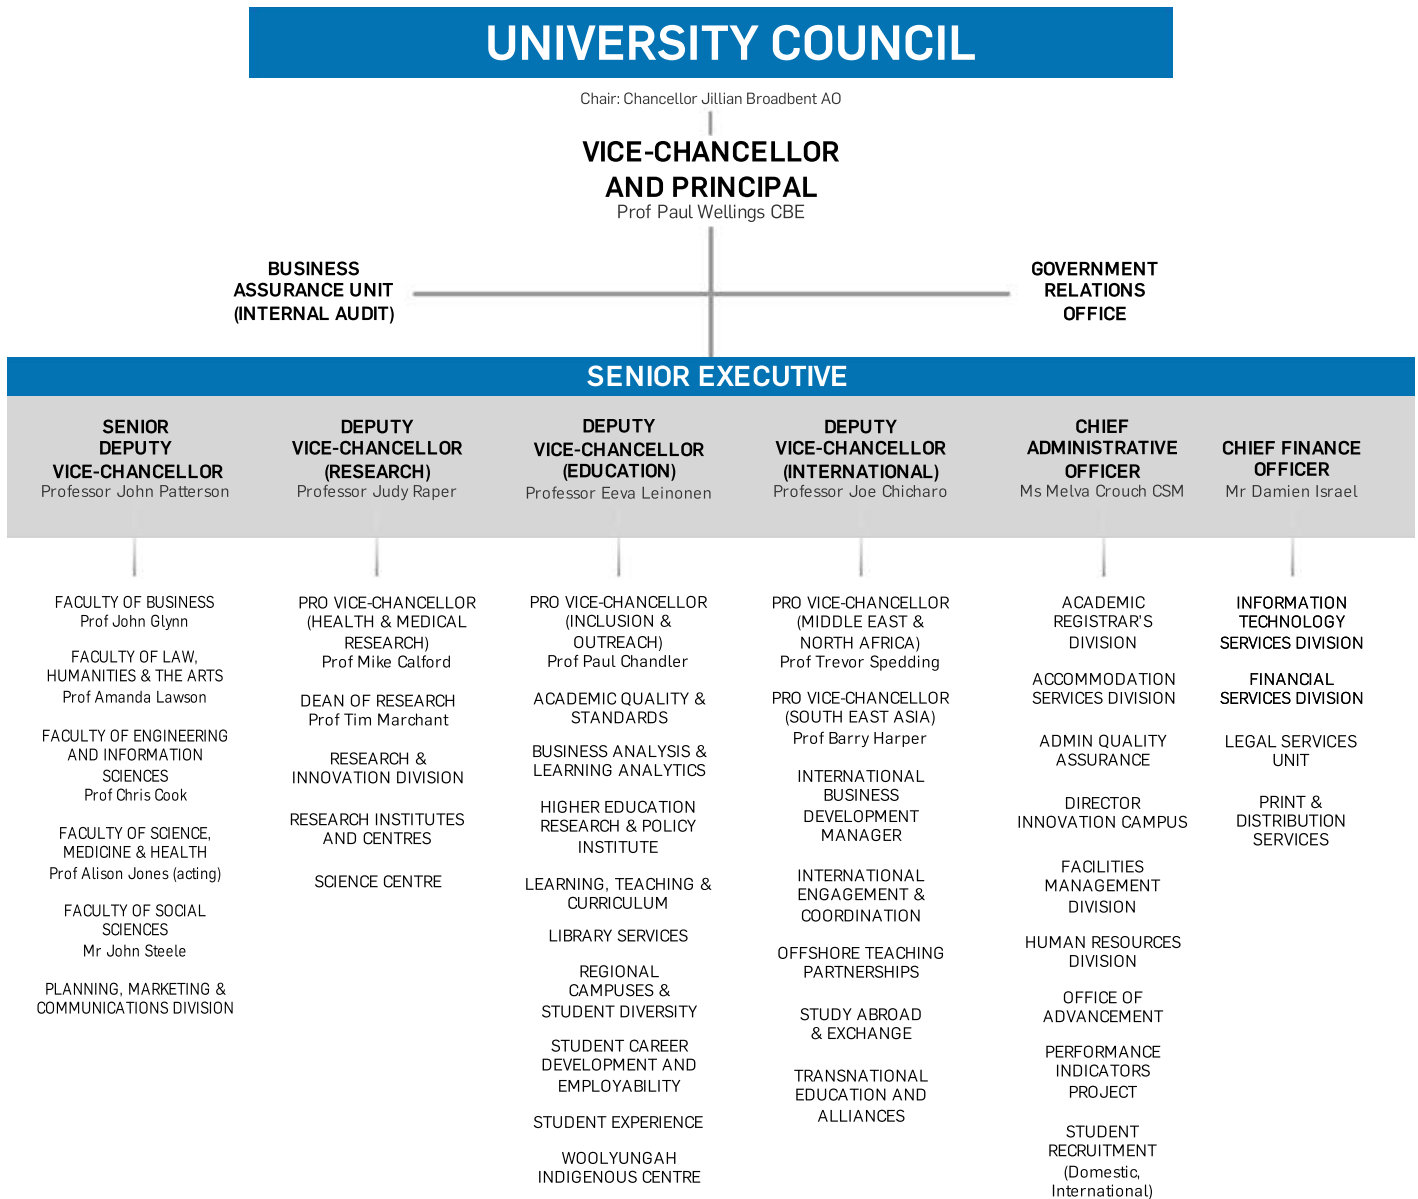 UNIVERSITY COUNCIL
Chair: Chancellor Jillian Broadbent AO
VICE-CHANCELLOR
AND PRINCIPAL
Prof Paul Wellings CBE
BUSINESS
ASSURANCE UNIT
(INTERNAL AUDIT)
GOVERNMENT
RELATIONS
OFFICE
SENIOR EXECUTIVE
SENIOR
DEPUTY
VICE-CHANCELLOR
Professor John Patterson
DEPUTY
VICE-CHANCELLOR
(RESEARCH)
Professor Judy Raper
DEPUTY
VICE-CHANCELLOR
(EDUCATION)
Professor Eeva Leinonen
DEPUTY
VICE-CHANCELLOR
(INTERNATIONAL)
Professor Joe Chicharo
CHIEF
ADMINISTRATIVE
OFFICER
Ms Melva Crouch CSM
CHIEF FINANCE
OFFICER
Mr Damien Israel
FACULTY OF BUSINESS
Prof John Glynn
FACULTY OF LAW,
HUMANITIES & THE ARTS
Prof Amanda Lawson
FACULTY OF ENGINEERING
AND INFORMATION
SCIENCES
Prof Chris Cook
FACULTY OF SCIENCE,
MEDICINE & HEALTH
Prof Alison Jones (acting)
FACULTY OF SOCIAL
SCIENCES
Mr John Steele
PLANNING, MARKETING &
COMMUNICATIONS DIVISION
PRO VICE-CHANCELLOR
(HEALTH & MEDICAL
RESEARCH)
Prof Mike Calford
DEAN OF RESEARCH
Prof Tim Marchant
RESEARCH &
INNOVATION DIVISION
RESEARCH INSTITUTES
AND CENTRES
SCIENCE CENTRE
PRO VICE-CHANCELLOR
(INCLUSION &
OUTREACH)
Prof Paul Chandler
ACADEMIC QUALITY &
STANDARDS
BUSINESS ANALYSIS &
LEARNING ANALYTICS
HIGHER EDUCATION
RESEARCH & POLICY
INSTITUTE
LEARNING, TEACHING &
CURRICULUM
LIBRARY SERVICES
REGIONAL
CAMPUSES &
STUDENT DIVERSITY
STUDENT CAREER
DEVELOPMENT AND
EMPLOYABILITY
STUDENT EXPERIENCE
WOOLYUNGAH
INDIGENOUS CENTRE
PRO VICE-CHANCELLOR
(MIDDLE EAST &
NORTH AFRICA)
Prof Trevor Spedding
PRO VICE-CHANCELLOR
(SOUTH EAST ASIA)
Prof Barry Harper
INTERNATIONAL
BUSINESS
DEVELOPMENT
MANAGER
INTERNATIONAL
ENGAGEMENT &
COORDINATION
OFFSHORE TEACHING
PARTNERSHIPS
STUDY ABROAD
& EXCHANGE
TRANSNATIONAL
EDUCATION AND
ALLIANCES
ACADEMIC
REGISTRAR'S
DIVISION
ACCOMMODATION
SERVICES DIVISION
ADMIN QUALITY
ASSURANCE
DIRECTOR
INNOVATION CAMPUS
FACILITIES
MANAGEMENT
DIVISION
HUMAN RESOURCES
DIVISION
OFFICE OF
ADVANCEMENT
PERFORMANCE
INDICATORS
PROJECT
STUDENT
RECRUITMENT
(Domestic,
International)
INFORMATION
TECHNOLOGY
SERVICES DIVISION
FINANCIAL
SERVICES DIVISION
LEGAL SERVICES
UNIT
PRINT &
DISTRIBUTION
SERVICES